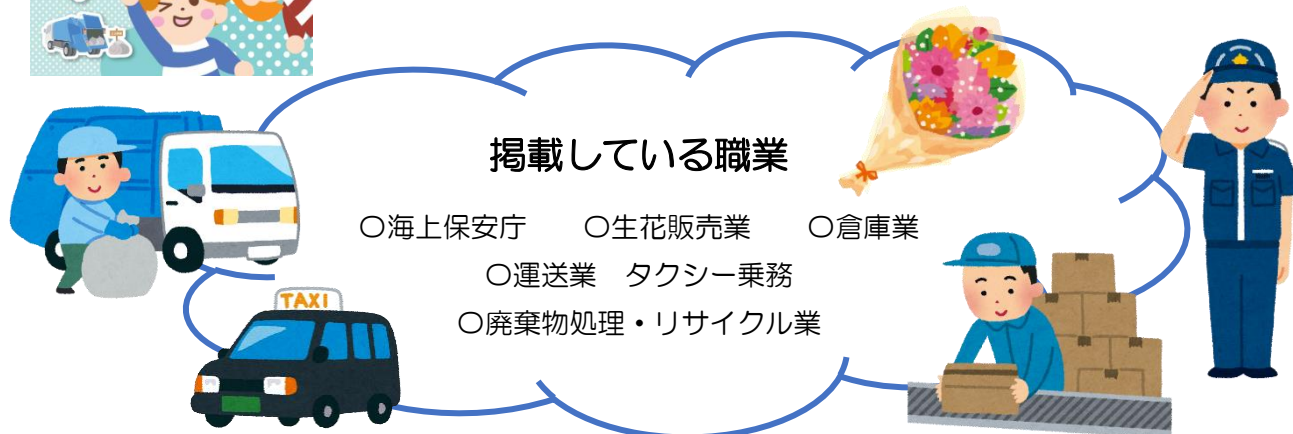 掲載している職業
〇海上保安庁　　〇生花販売業　　〇倉庫業
〇運送業　タクシー乗務
〇廃棄物処理・リサイクル業
TAXI